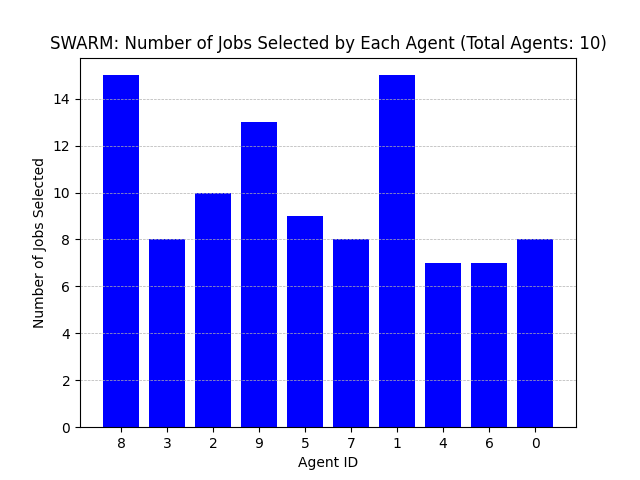 SWARM: Number of Jobs Selected by Each Agent (Total Agents: 10)
Number of Jobs Selected
14
12
10
8
6
4
2
0
8 3 2 9 5 7 1 4 6 0
Agent ID